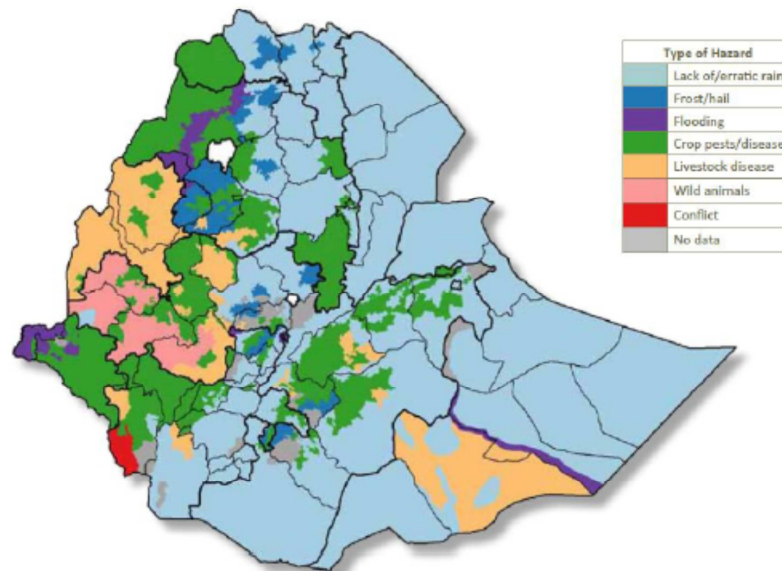 Type of Hazard
Lack of/erratic rain
Frost/hail
Flooding
Crop pests/disease
Livestock disease
Wild animals
Conflict
No data